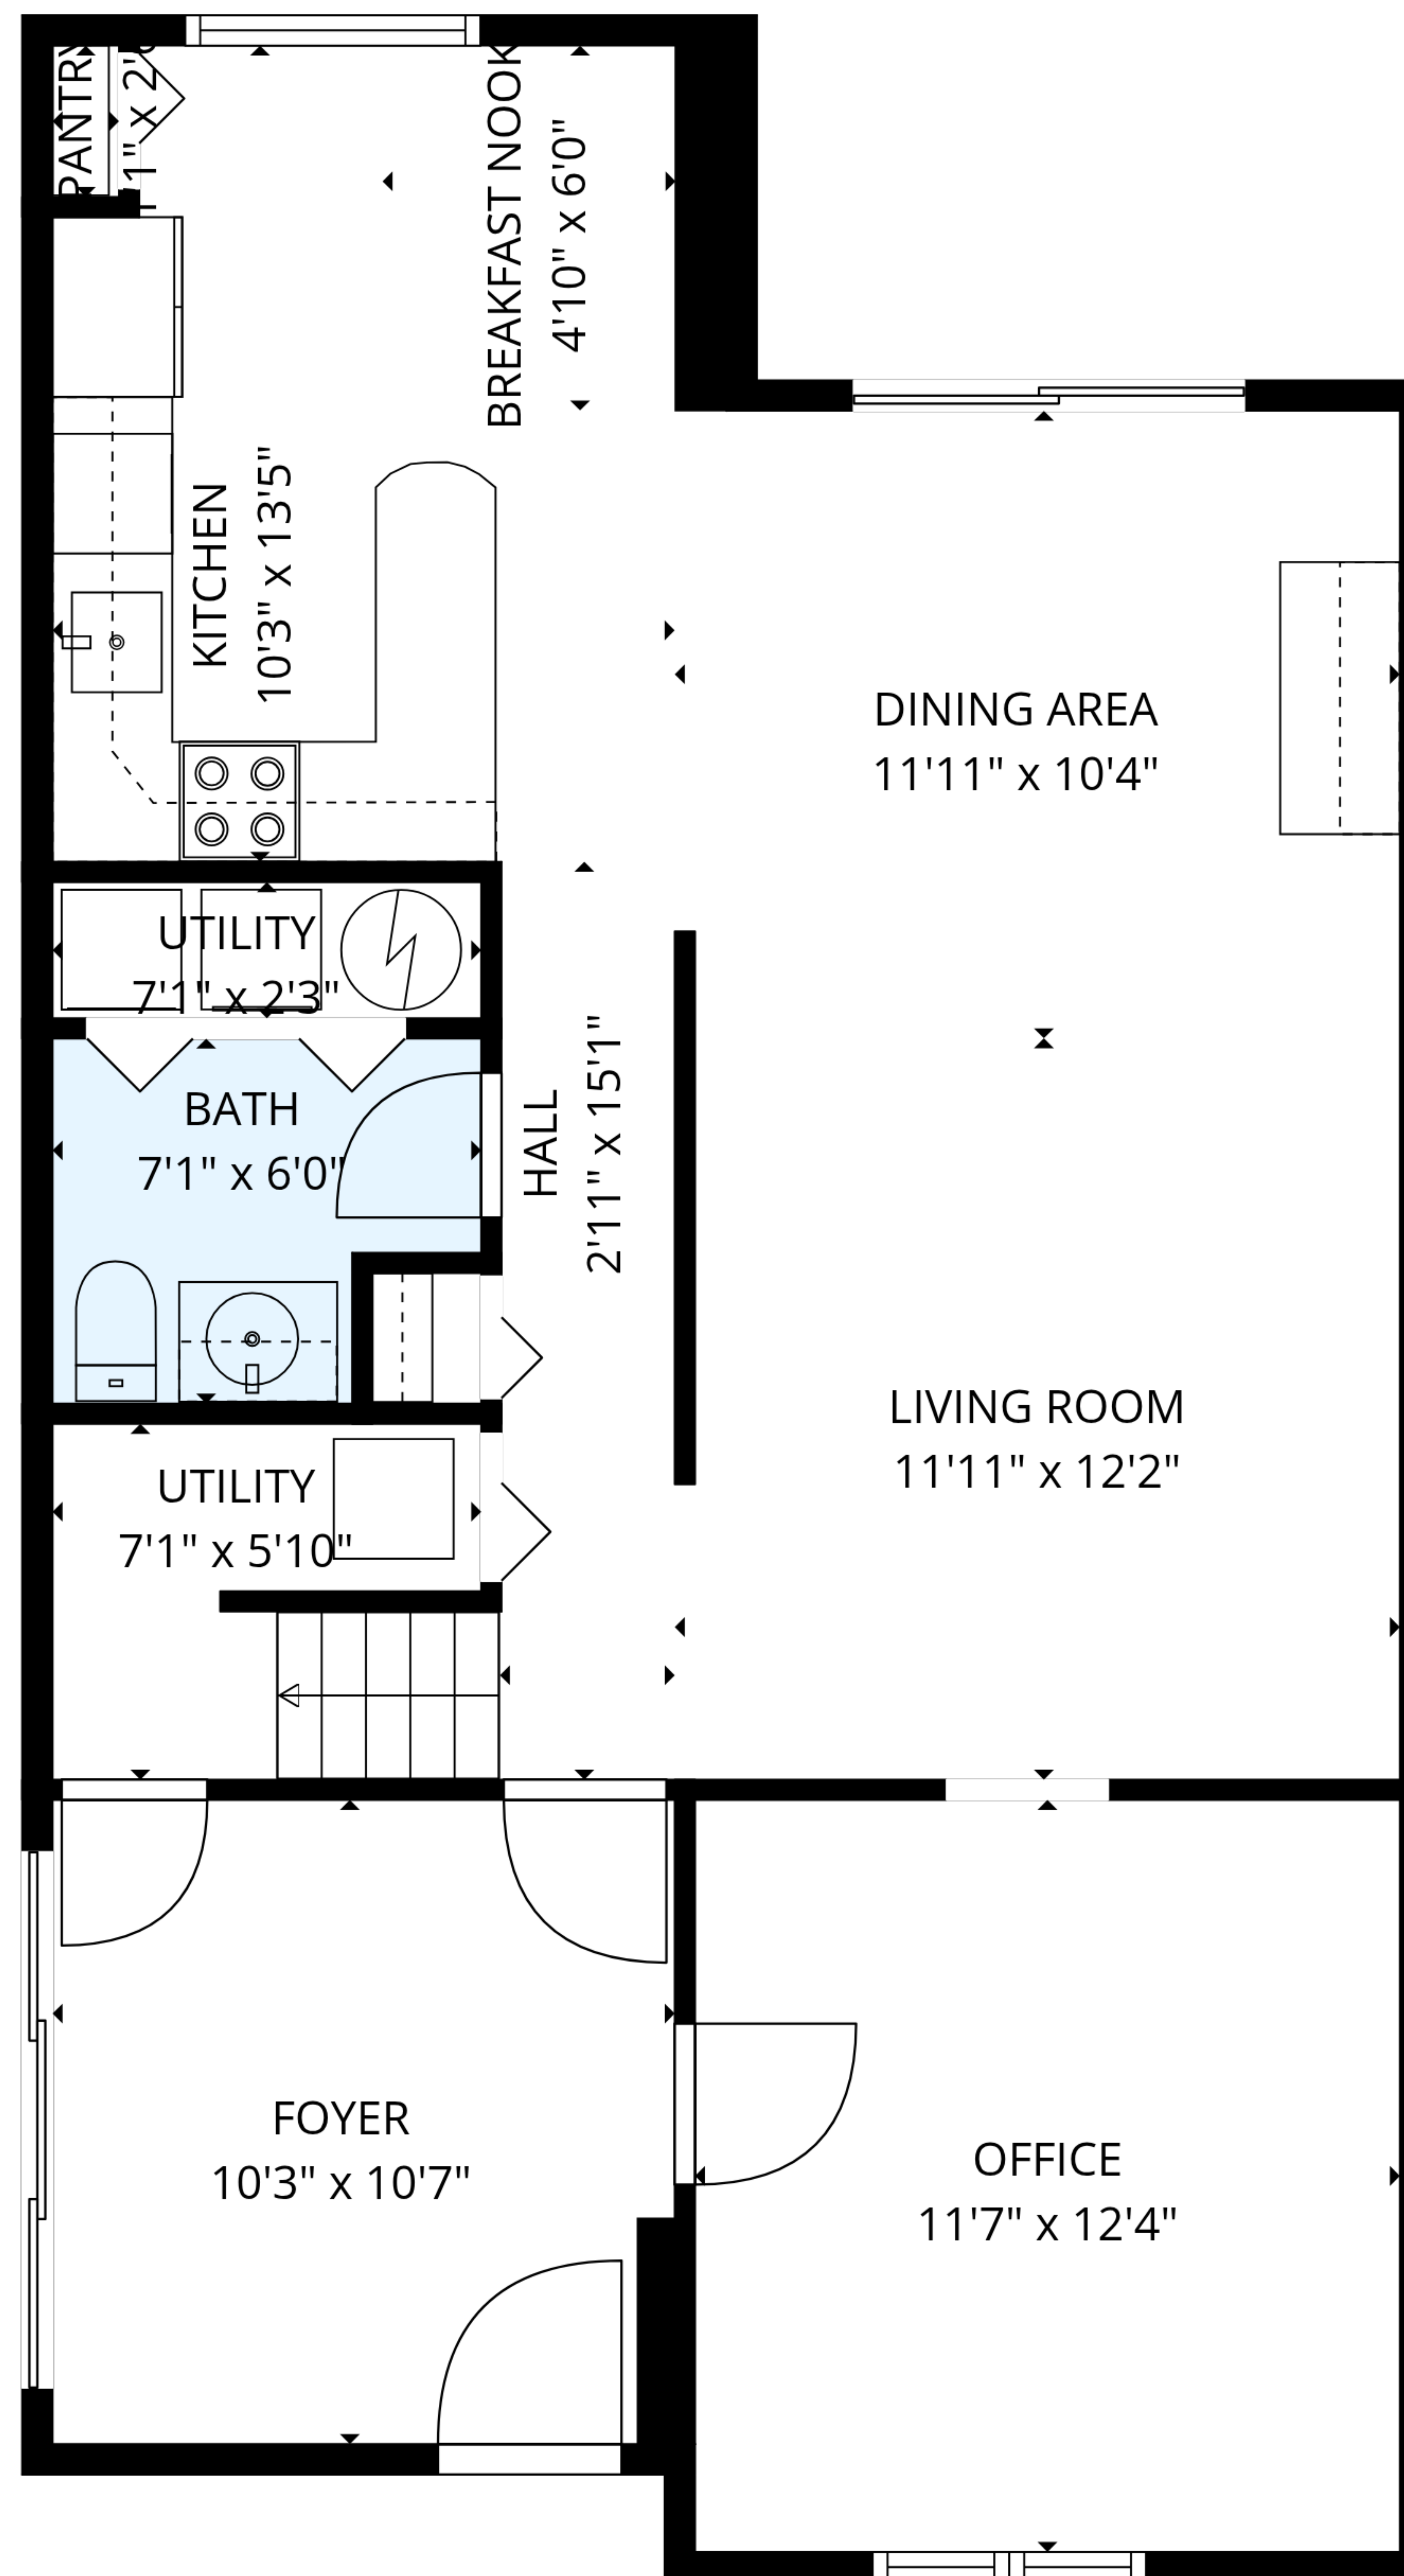 PANTRY
BREAKFAST NOOK
4'10" x 6'0"
KITCHEN
10'3" x 13'5"
DINING AREA
11'11" x 10'4"
UTILITY
7'1" x 2'3"
BATH
7'1" x 6'0"
HALL
2'11" x 15'1"
LIVING ROOM
11'11" x 12'2"
UTILITY
7'1" x 5'10"
FOYER
10'3" x 10'7"
OFFICE
11'7" x 12'4"